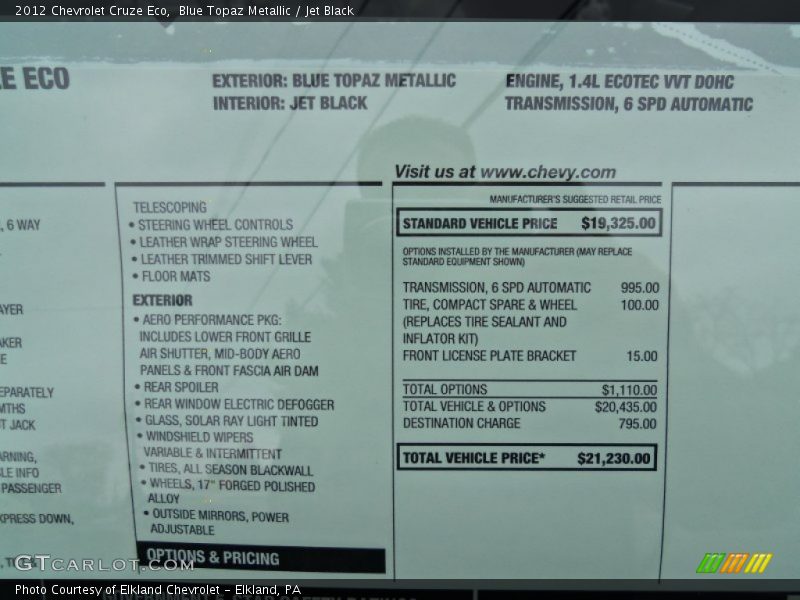 2012 Chevrolet Cruze Eco,  Blue Topaz Metallic / Jet Black
ZE ECO
EXTERIOR: BLUE TOPAZ METALLIC
INTERIOR: JET BLACK
ENGINE, 1.4L ECOTEC VVT DOHC
TRANSMISSION, 6 SPD AUTOMATIC
, 6 WAY
AYER
AKER
E
EPARATELY
MTHS
T JACK
ARNING,
LE INFO
PASSENGER
XPRESS DOWN,
TELESCOPING
• STEERING WHEEL CONTROLS
• LEATHER WRAP STEERING WHEEL
• LEATHER TRIMMED SHIFT LEVER
• FLOOR MATS
EXTERIOR
• AERO PERFORMANCE PKG:
INCLUDES LOWER FRONT GRILLE
AIR SHUTTER, MID-BODY AERO
PANELS & FRONT FASCIA AIR DAM
• REAR SPOILER
• REAR WINDOW ELECTRIC DEFOGGER
• GLASS, SOLAR RAY LIGHT TINTED
• WINDSHIELD WIPERS
VARIABLE & INTERMITTENT
• TIRES, ALL SEASON BLACKWALL
• WHEELS, 17" FORGED POLISHED
ALLOY
• OUTSIDE MIRRORS, POWER
ADJUSTABLE
OPTIONS & PRICING
Visit us at www.chevy.com
MANUFACTURER'S SUGGESTED RETAIL PRICE
STANDARD VEHICLE PRICE $19,325.00
OPTIONS INSTALLED BY THE MANUFACTURER (MAY REPLACE
STANDARD EQUIPMENT SHOWN)
TRANSMISSION, 6 SPD AUTOMATIC 995.00
TIRE, COMPACT SPARE & WHEEL 100.00
(REPLACES TIRE SEALANT AND
INFLATOR KIT)
FRONT LICENSE PLATE BRACKET 15.00
TOTAL OPTIONS $1,110.00
TOTAL VEHICLE & OPTIONS $20,435.00
DESTINATION CHARGE 795.00
TOTAL VEHICLE PRICE* $21,230.00
GTCARLOT.COM
Photo Courtesy of Elkland Chevrolet - Elkland, PA